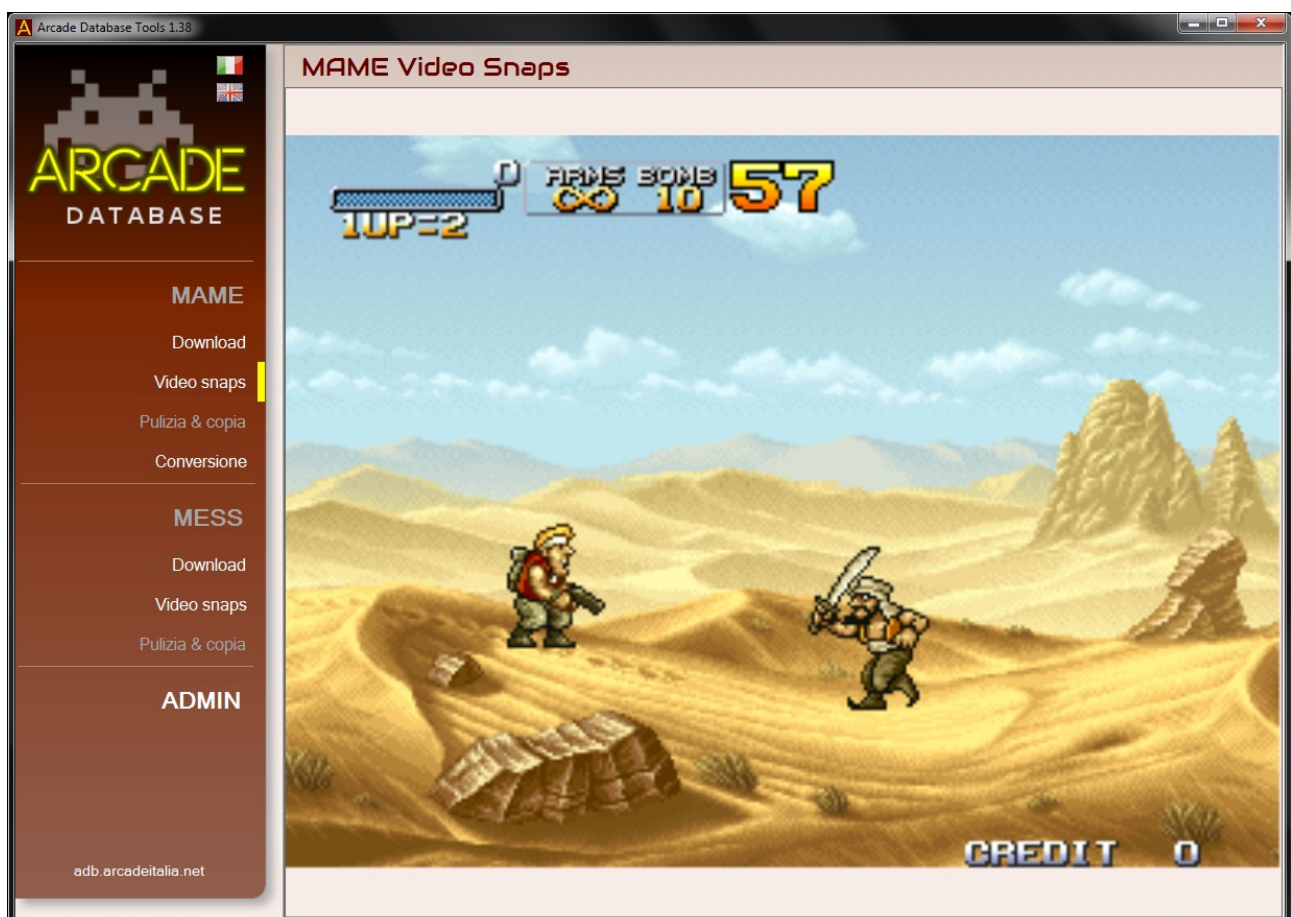 Arcade Database Tools 1.38
ARCADE
DATABASE
MAME
Download
Video snaps
Pulizia & copia
Conversione
MESS
Download
Video snaps
Pulizia & copia
ADMIN
adb.arcadeitalia.net
MAME Video Snaps
ARMS BOMB 57
∞ 10
1UP=2
CREDIT 0